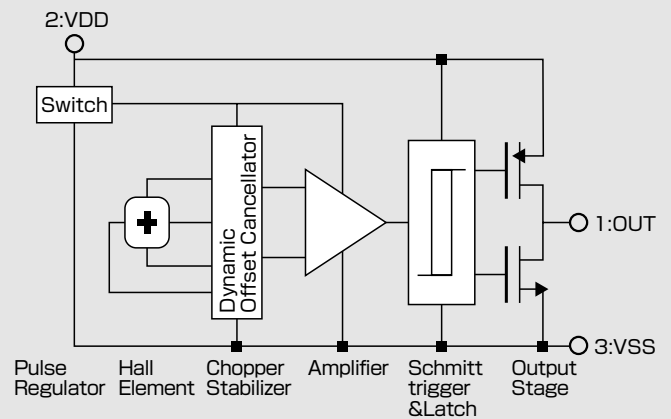 2:VDD
Switch
Dynamic
Offset Cancellator
1:OUT
3:VSS
Pulse
Regulator
Hall
Element
Chopper
Stabilizer
Amplifier
Schmitt
trigger
&Latch
Output
Stage